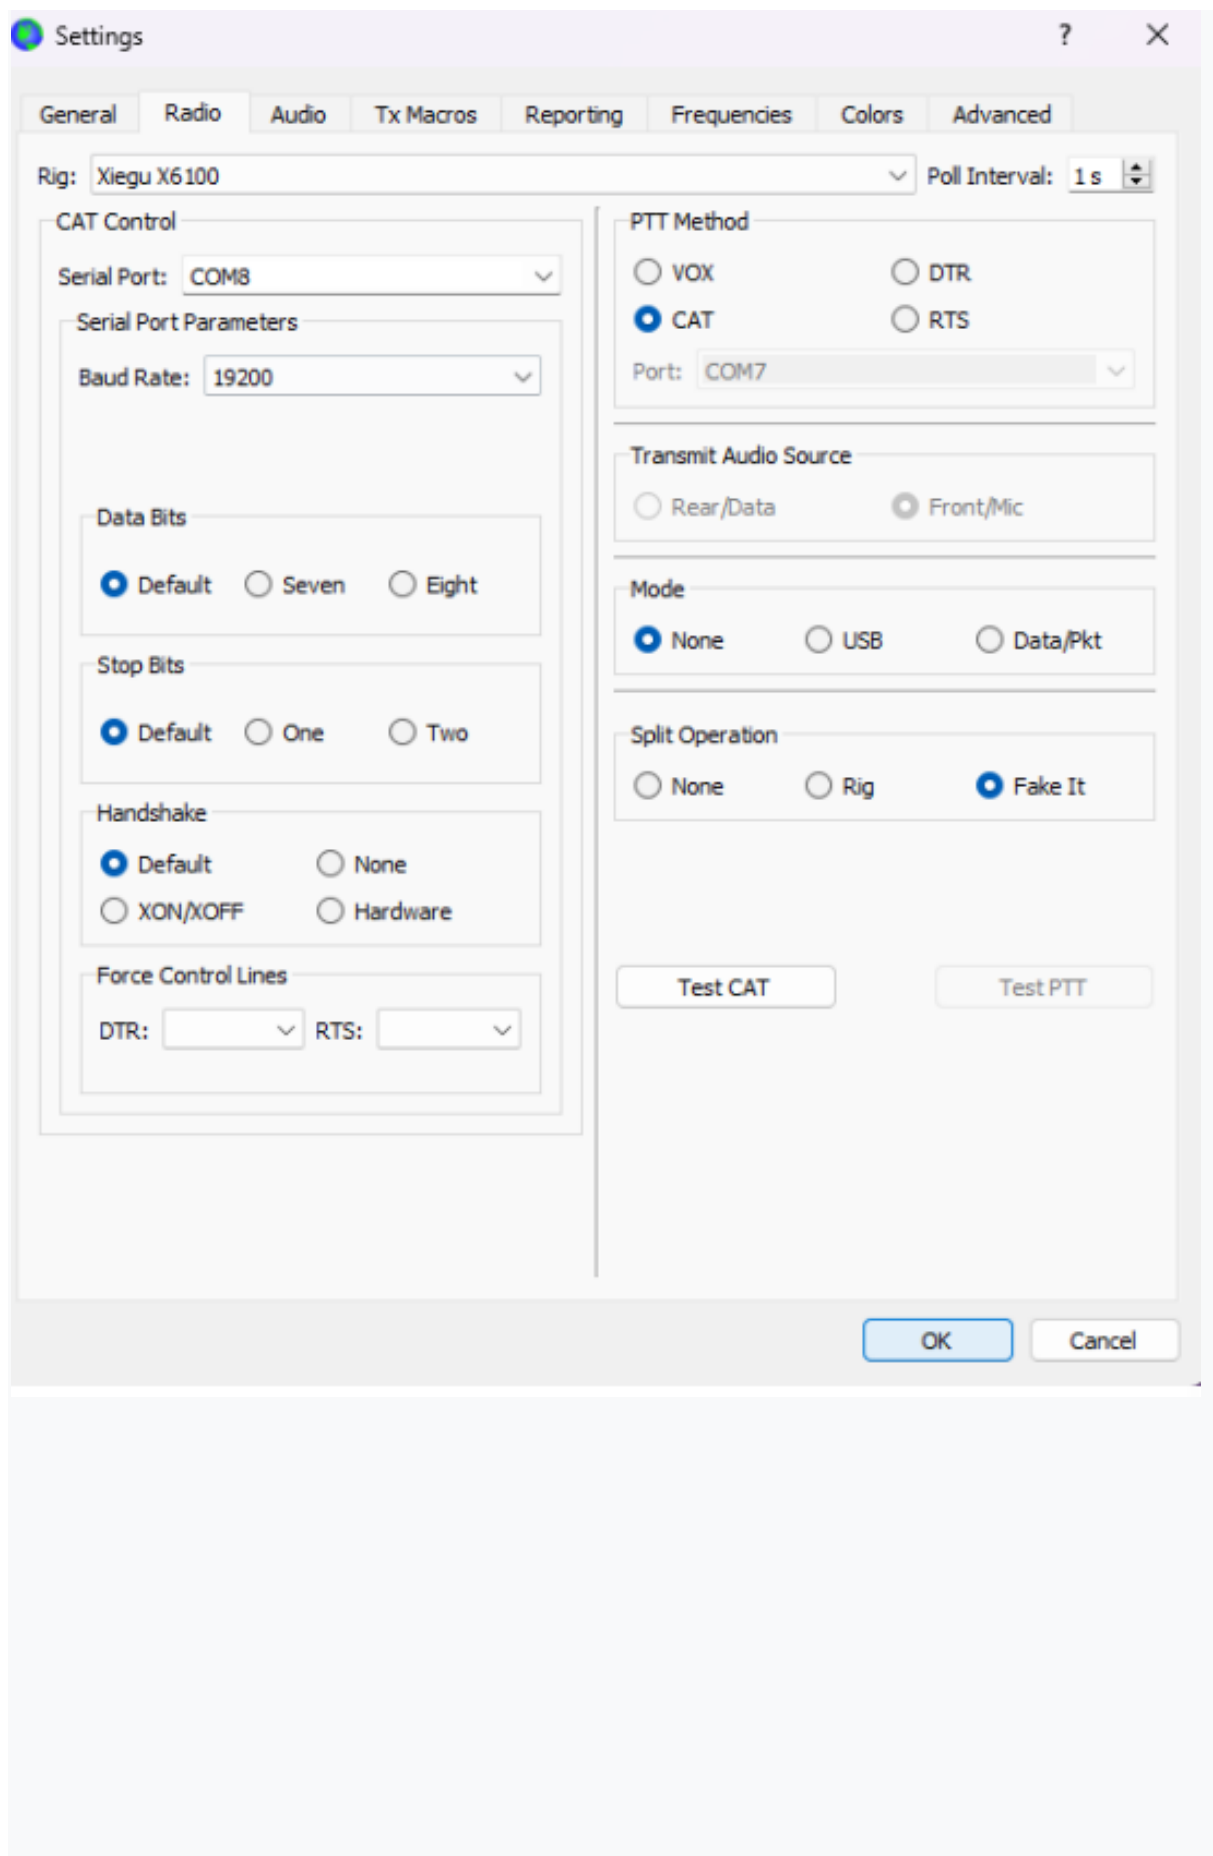 Settings ?
General Radio Audio Tx Macros Reporting Frequencies Colors Advanced
Rig: Xiegu X6100 Poll Interval: 1 s
CAT Control
Serial Port: COM8
Serial Port Parameters
Baud Rate: 19200
Data Bits
Default Seven Eight
Stop Bits
Default One Two
Handshake
Default None
XON/XOFF Hardware
Force Control Lines
DTR: RTS:
PTT Method
VOX DTR
CAT RTS
Port: COM7
Transmit Audio Source
Rear/Data Front/Mic
Mode
None USB Data/Pkt
Split Operation
None Rig Fake It
Test CAT Test PTT
OK Cancel